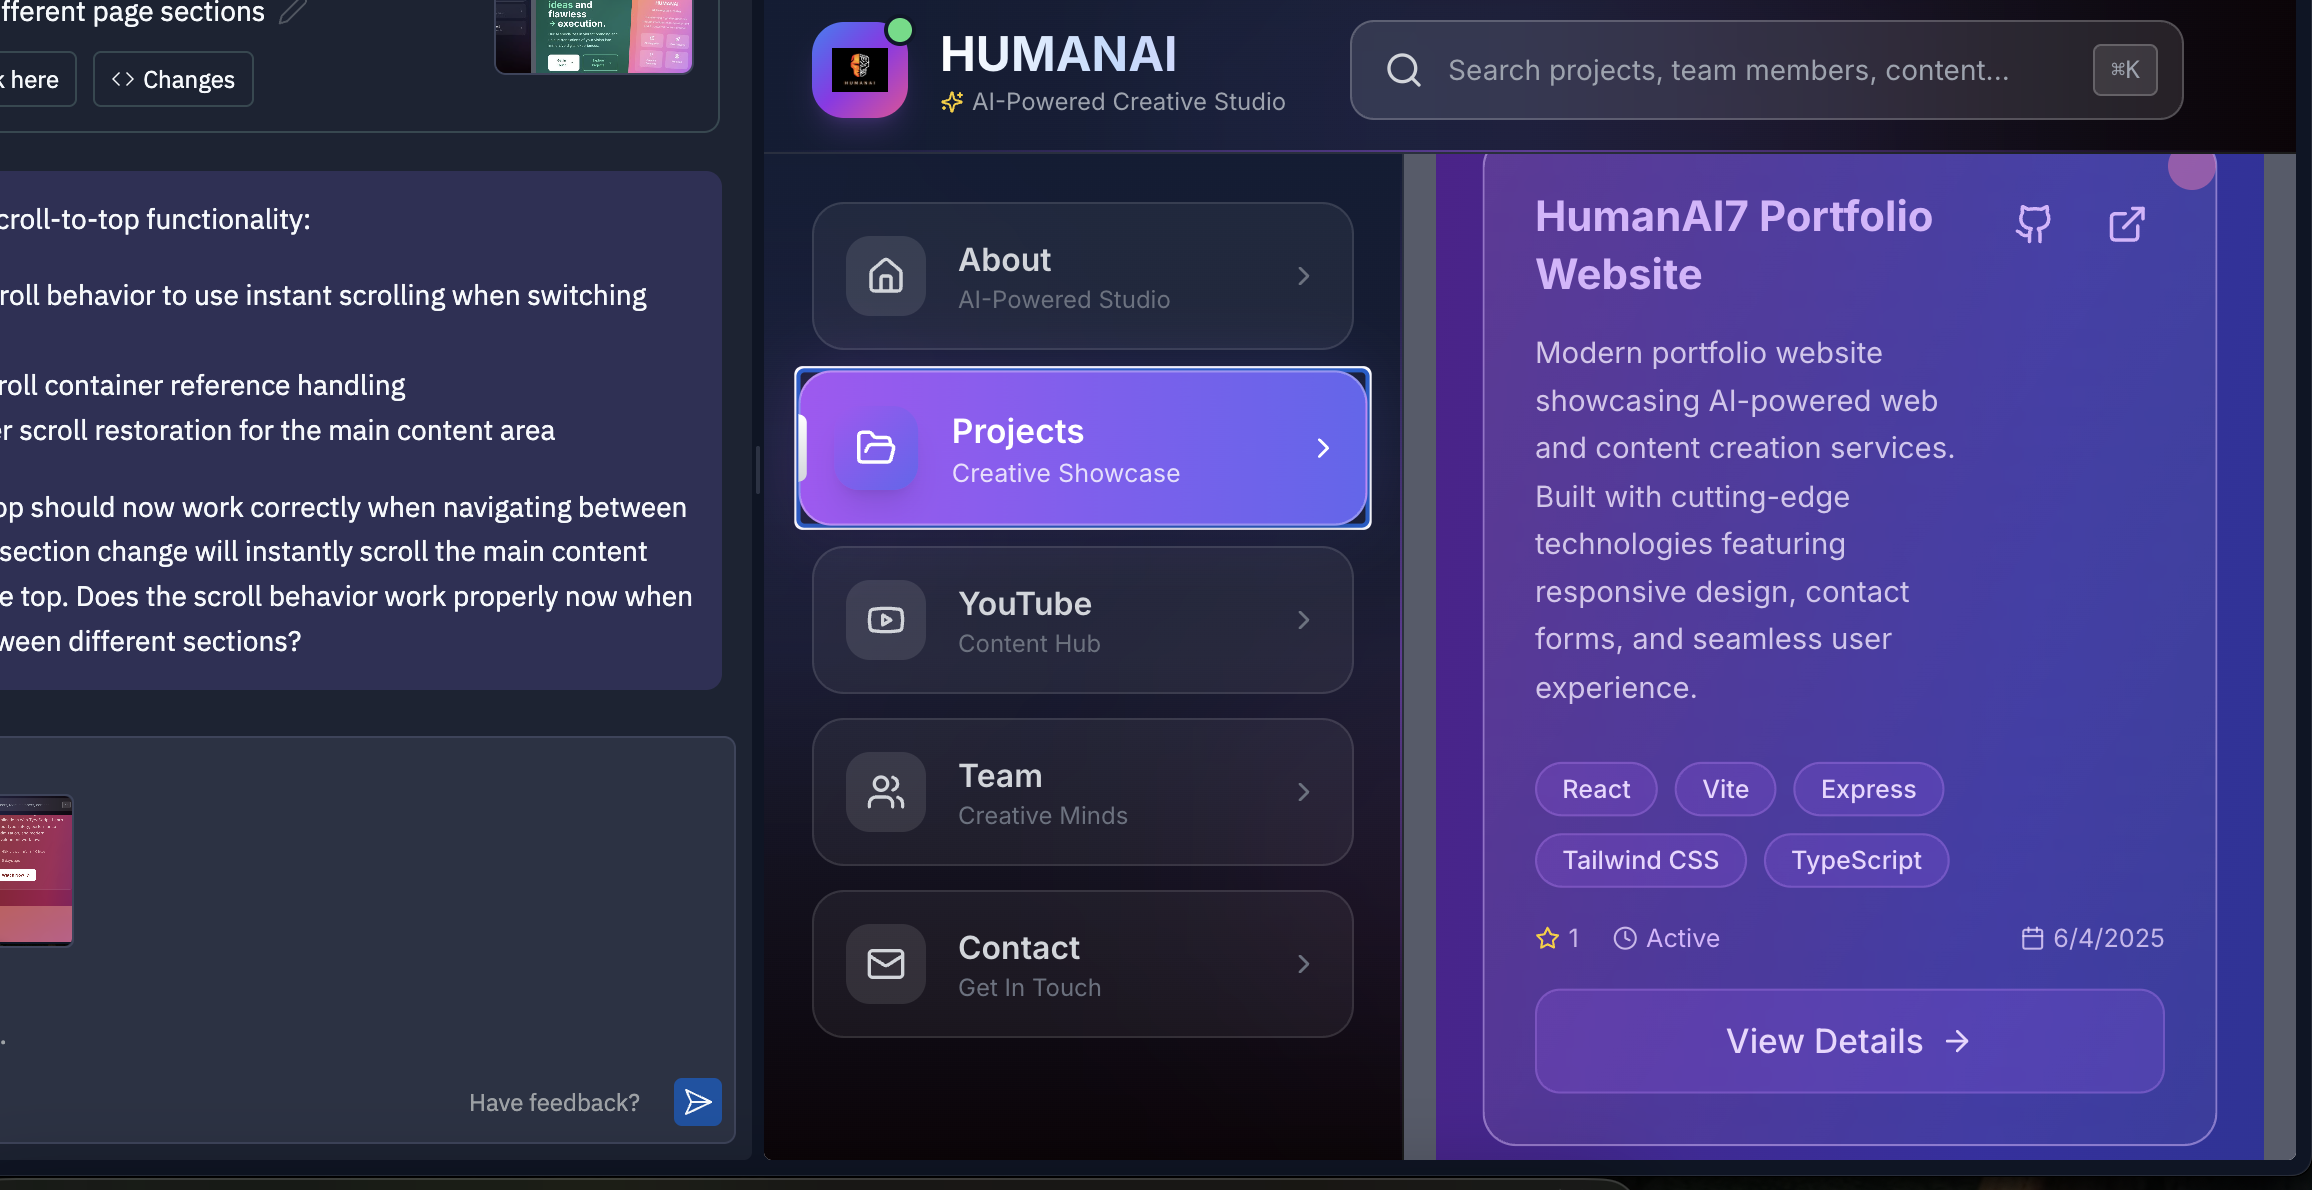 fferent page sections
here
Changes
croll-to-top functionality:
roll behavior to use instant scrolling when switching
roll container reference handling
r scroll restoration for the main content area
op should now work correctly when navigating between
section change will instantly scroll the main content
e top. Does the scroll behavior work properly now when
ween different sections?
Have feedback?
ideas and
flawless
→ execution.
HUMANAI
HUMANAI
AI-Powered Creative Studio
Search projects, team members, content...
⌘K
About
AI-Powered Studio
Projects
Creative Showcase
YouTube
Content Hub
Team
Creative Minds
Contact
Get In Touch
HumanAI7 Portfolio
Website
Modern portfolio website
showcasing AI-powered web
and content creation services.
Built with cutting-edge
technologies featuring
responsive design, contact
forms, and seamless user
experience.
React
Vite
Express
Tailwind CSS
TypeScript
1
Active
6/4/2025
View Details →